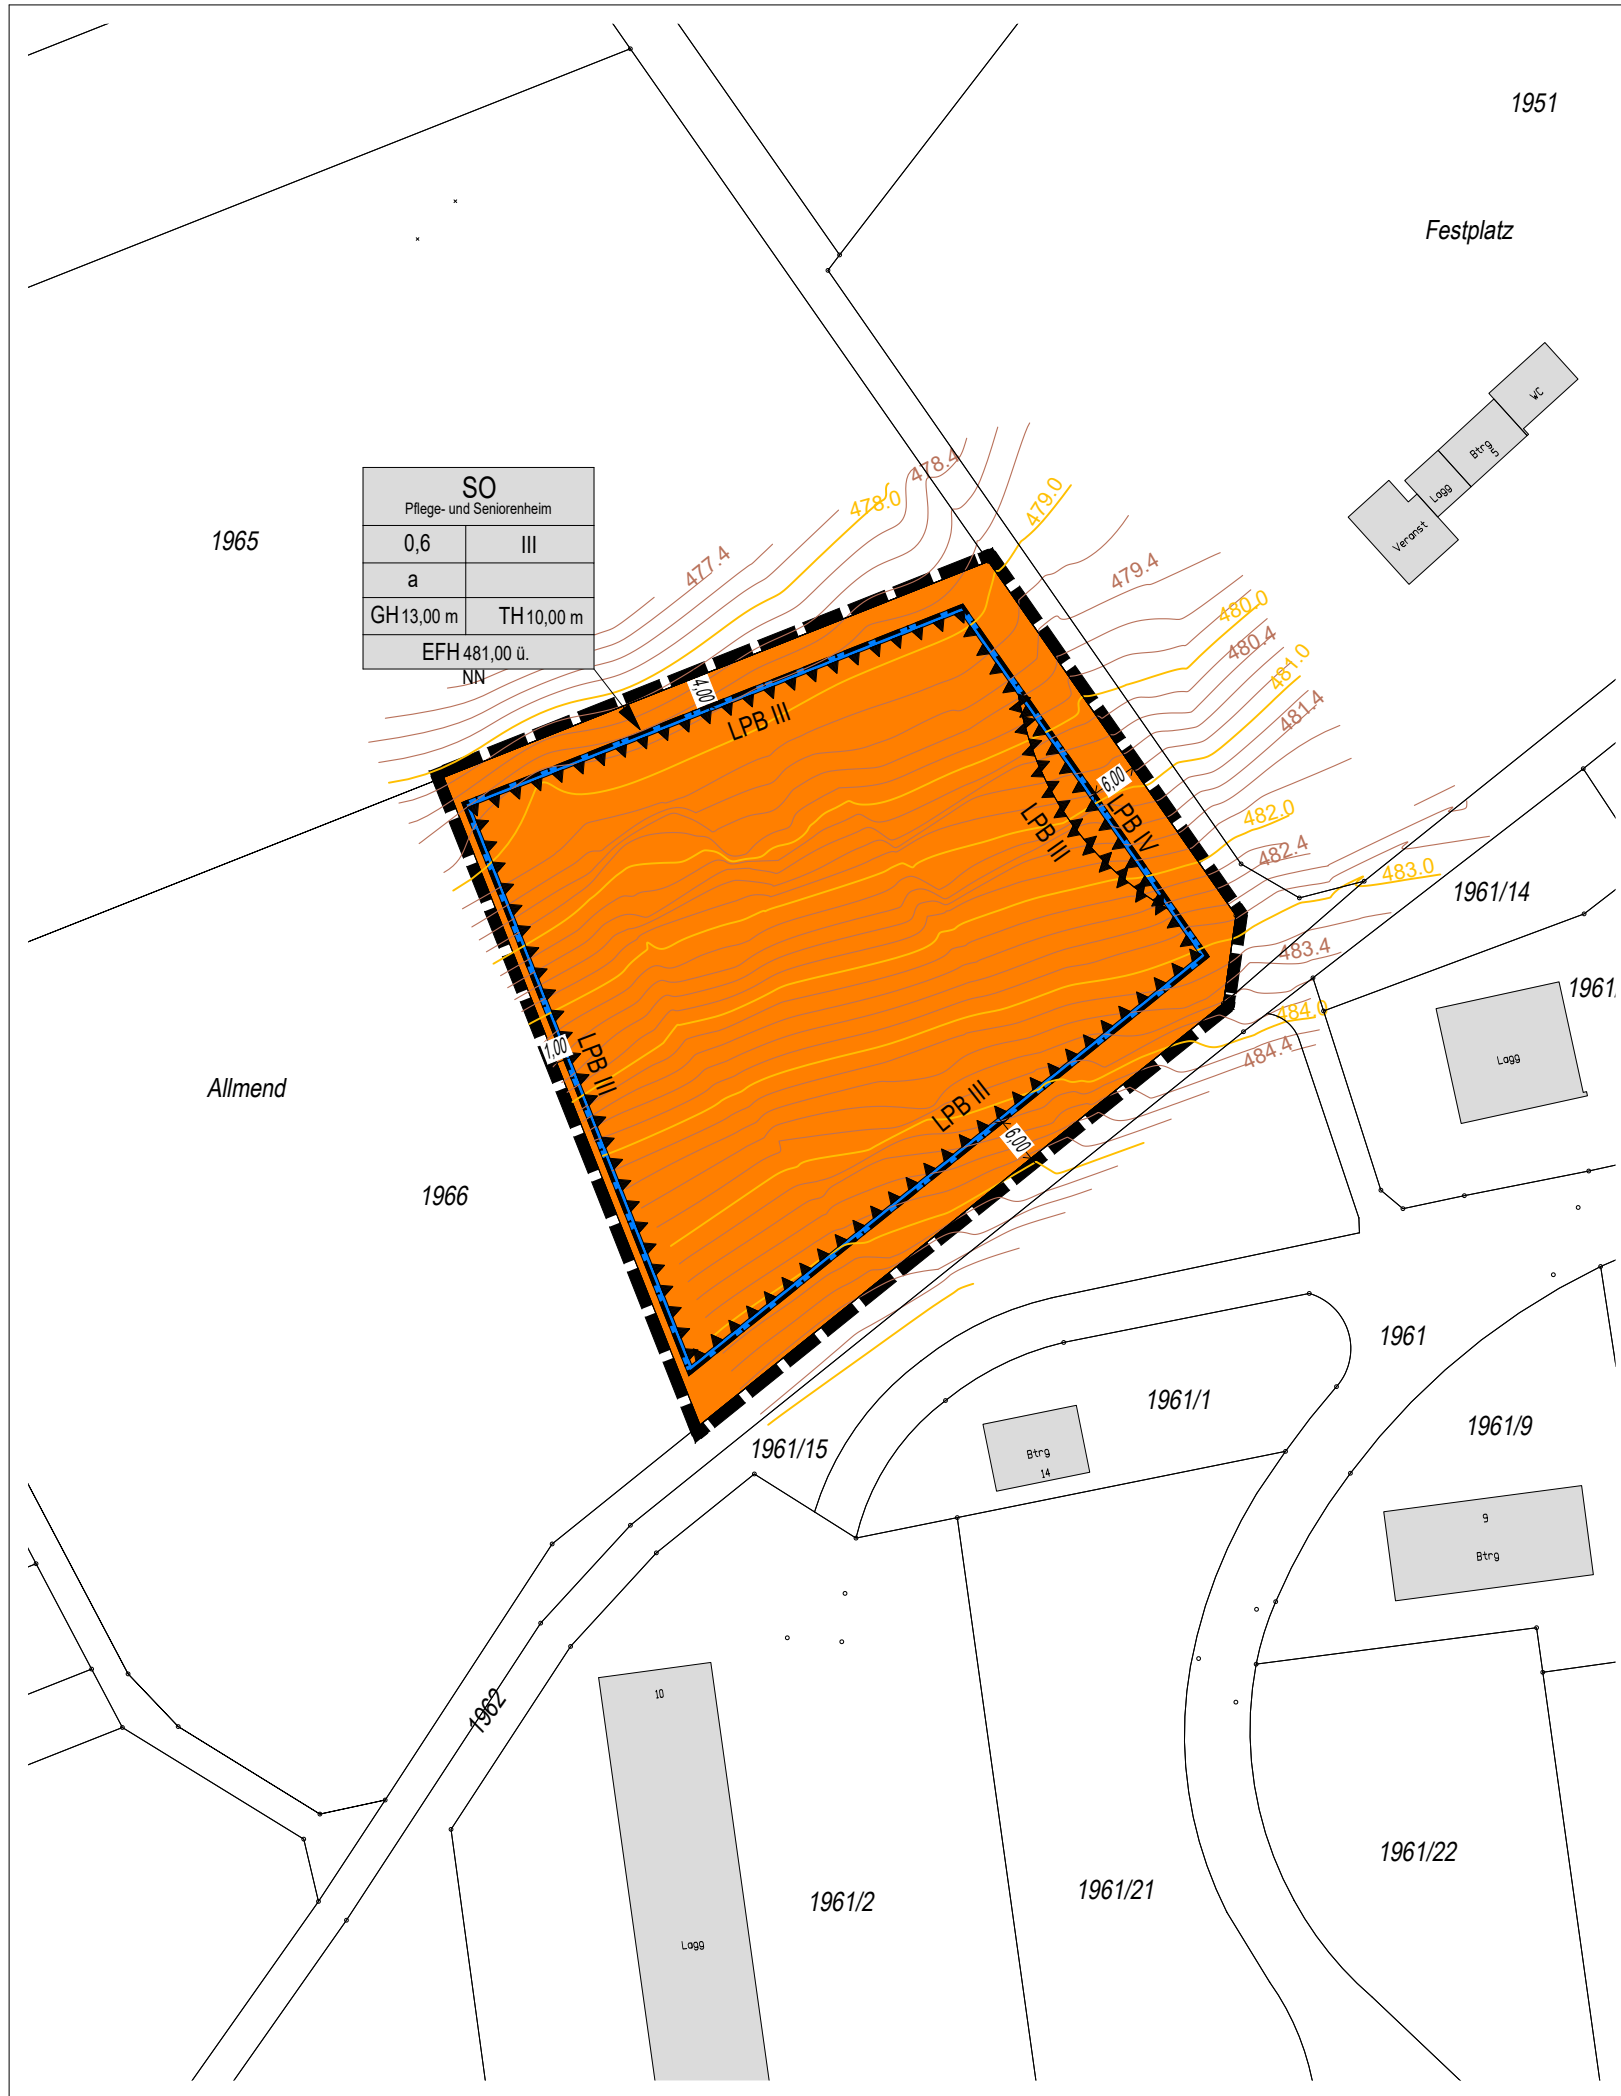 1951
Festplatz
WC
Btrg
5
Lagg
Veranst
478.4
478.0
479.0
SO
Pflege- und Seniorenheim
0,6 III
a
GH 13,00 m TH 10,00 m
EFH 481,00 ü.
NN
1965
477.4
479.4
480.0
480.4
481.0
481.4
4,00
LPB III
6,00
LPB IV
LPB III
482.0
482.4
483.0
1961/14
483.4
1961/
484.0
484.4
Lagg
1,00
LPB III
Allmend
LPB III
6,00
1966
1961
1961/1
1961/9
1961/15
Btrg
14
9
Btrg
10
1962
1961/22
1961/21
1961/2
Lagg